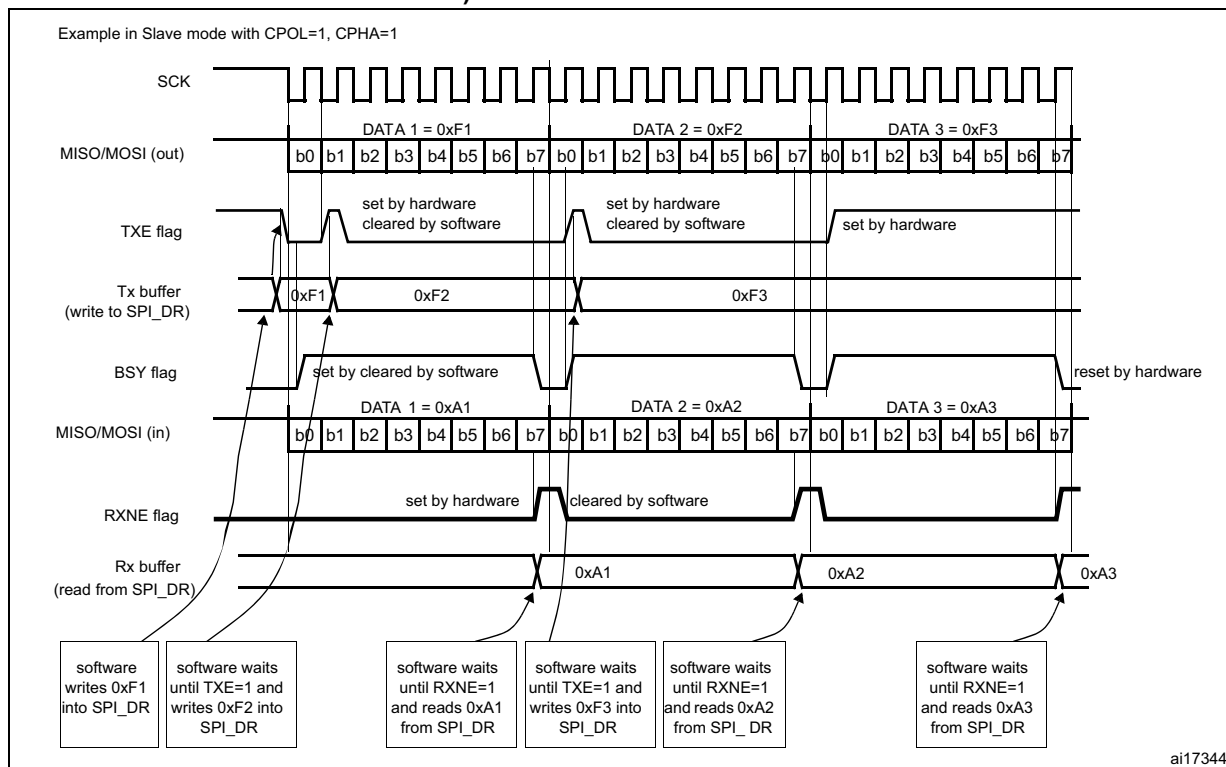 Example in Slave mode with CPOL=1, CPHA=1
SCK
DATA 1 = 0xF1 DATA 2 = 0xF2 DATA 3 = 0xF3
MISO/MOSI (out)
b0 b1 b2 b3 b4 b5 b6 b7 b0 b1 b2 b3 b4 b5 b6 b7 b0 b1 b2 b3 b4 b5 b6 b7
set by hardware set by hardware
cleared by software cleared by software set by hardware
TXE flag
Tx buffer
(write to SPI_DR)
0xF1 0xF2 0xF3
BSY flag
set by cleared by software
reset by hardware
DATA 1 = 0xA1 DATA 2 = 0xA2 DATA 3 = 0xA3
MISO/MOSI (in)
b0 b1 b2 b3 b4 b5 b6 b7 b0 b1 b2 b3 b4 b5 b6 b7 b0 b1 b2 b3 b4 b5 b6 b7
set by hardware cleared by software
RXNE flag
Rx buffer
(read from SPI_DR)
0xA1 0xA2 0xA3
software
writes 0xF1
into SPI_DR
software waits
until TXE=1 and
writes 0xF2 into
SPI_DR
software waits
until RXNE=1
and reads 0xA1
from SPI_DR
software waits
until TXE=1 and
writes 0xF3 into
SPI_DR
software waits
until RXNE=1
and reads 0xA2
from SPI_ DR
software waits
until RXNE=1
and reads 0xA3
from SPI_DR
ai17344